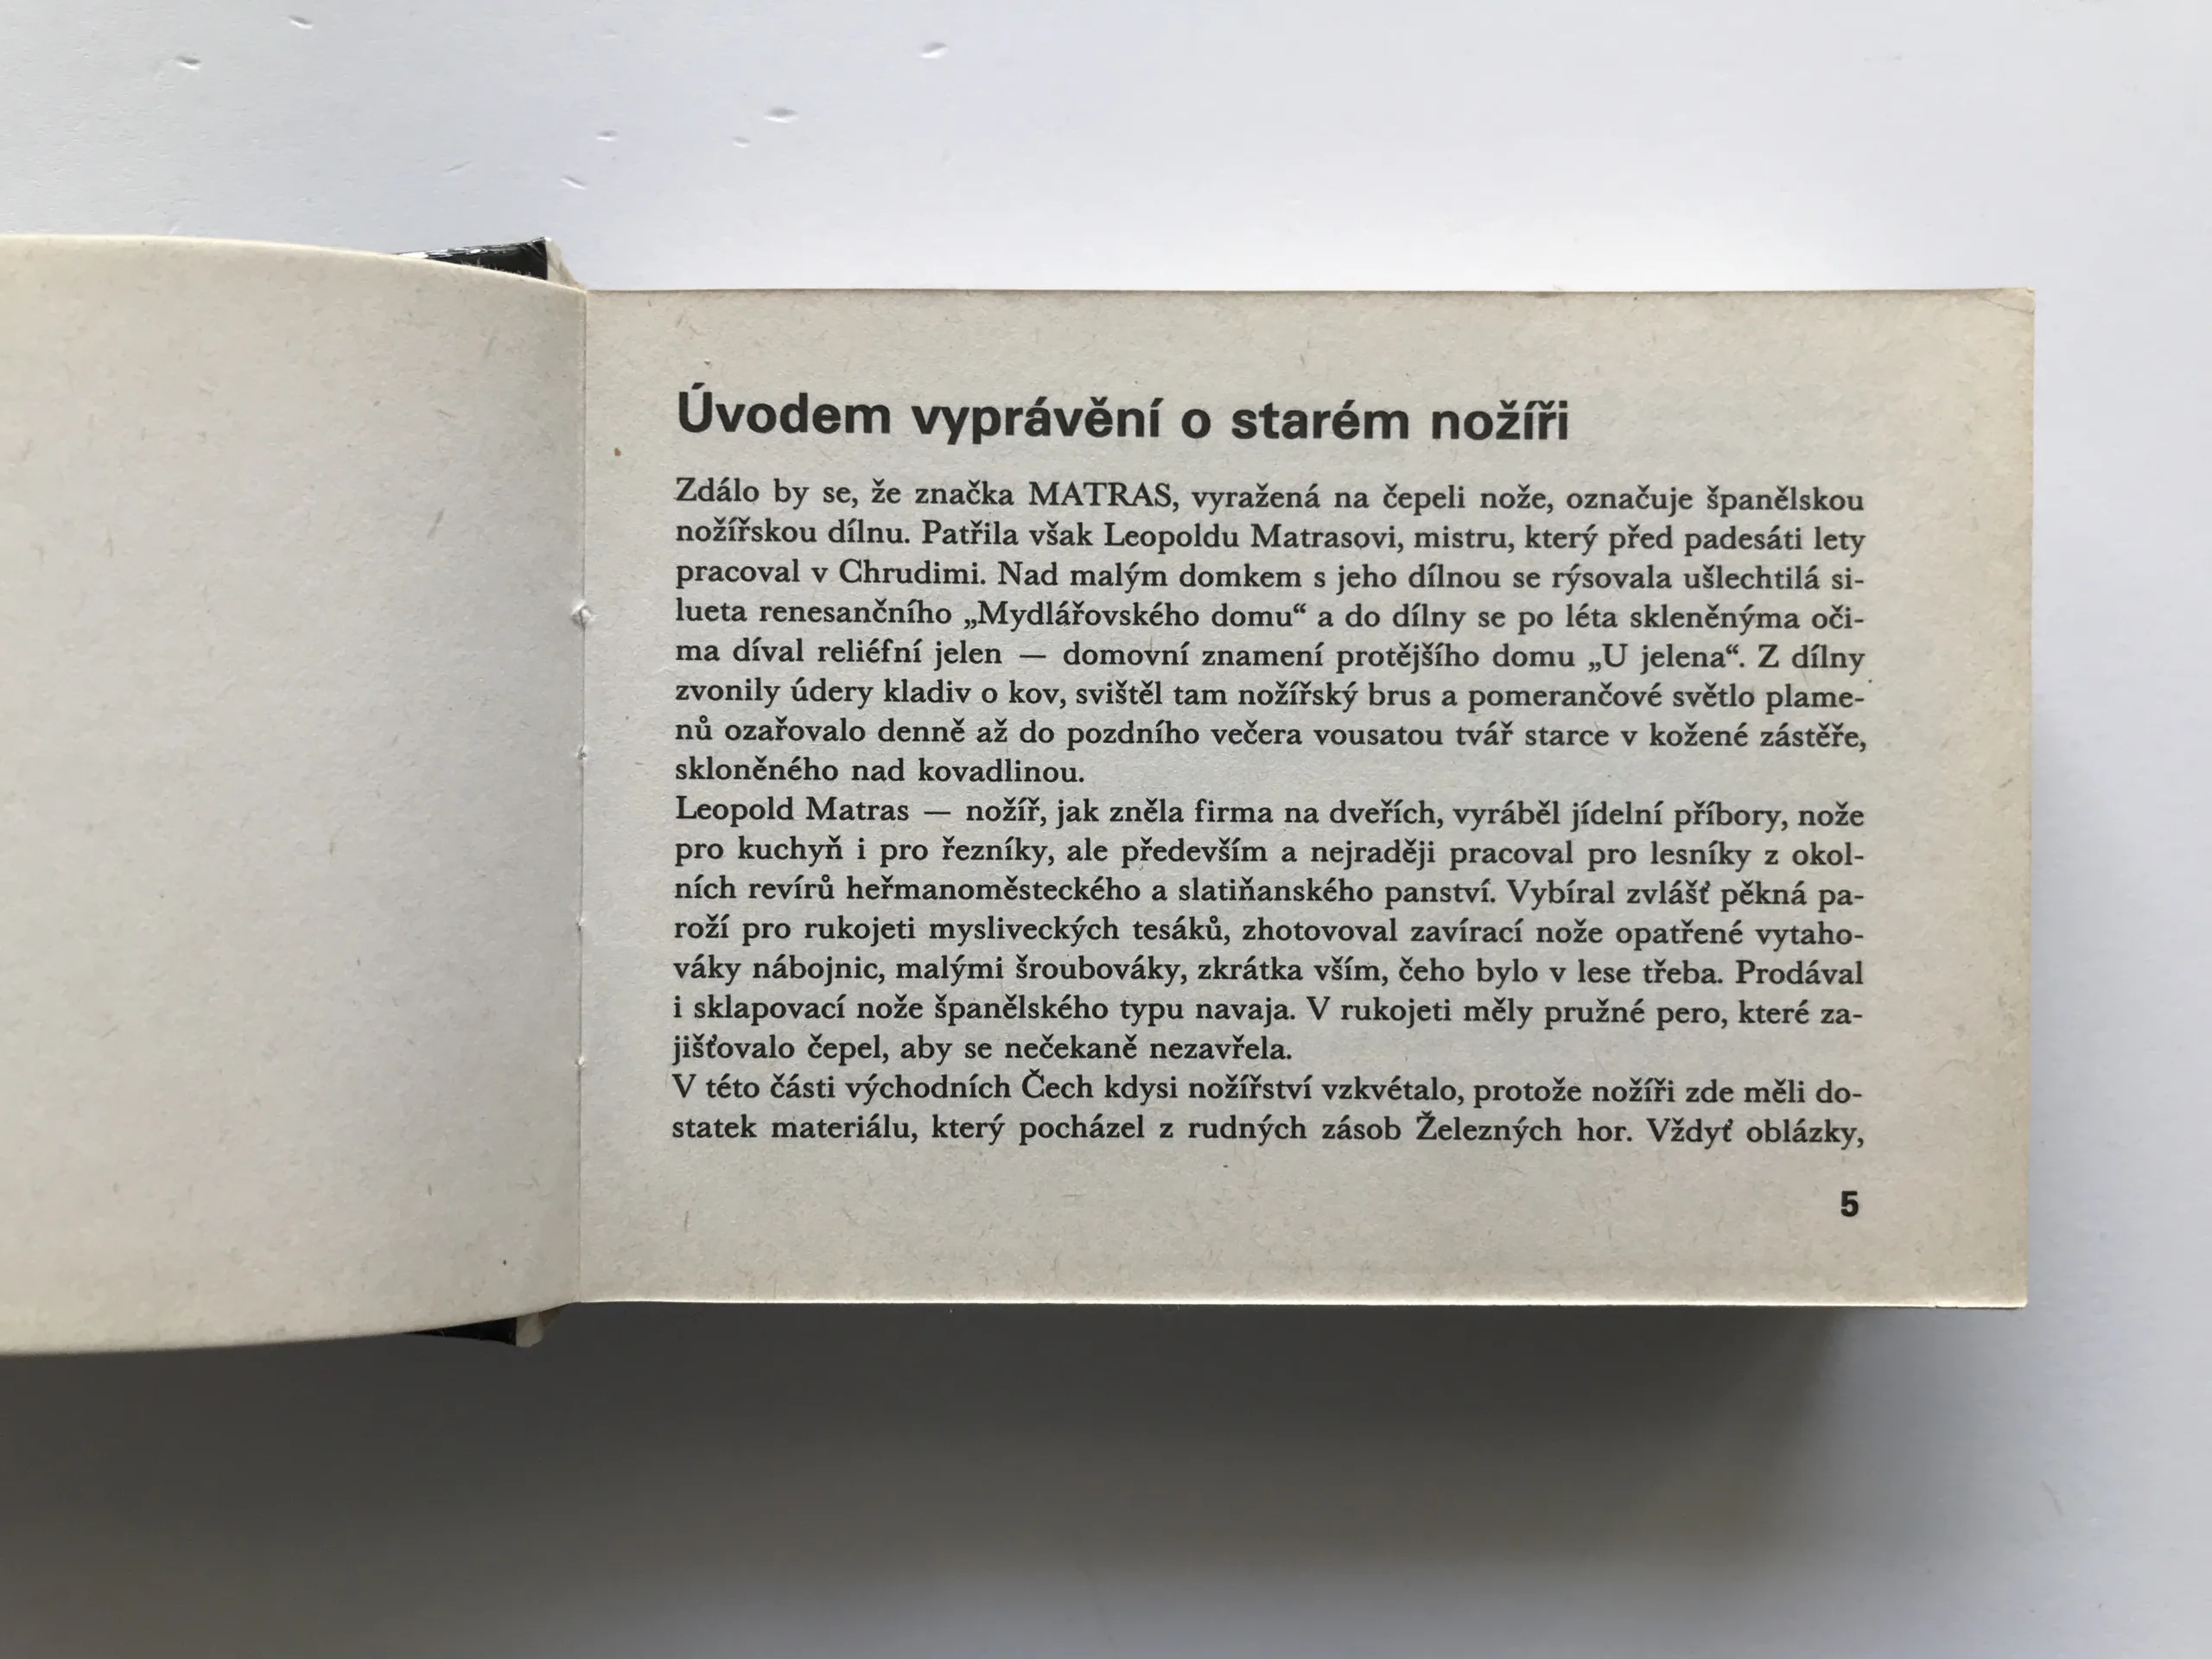 Úvodem vyprávění o starém nožíři
Zdálo by se, že značka MATRAS, vyražená na čepeli nože, označuje španělskou
nožířskou dílnu. Patřila však Leopoldu Matrasovi, mistru, který před padesáti lety
pracoval v Chrudimi. Nad malým domkem s jeho dílnou se rýsovala ušlechtilá si-
lueta renesančního „Mydlářovského domu“ a do dílny se po léta skleněnýma oči-
ma díval reliéfní jelen — domovní znamení protějšího domu „U jelena“. Z dílny
zvonily údery kladiv o kov, svištěl tam nožířský brus a pomerančové světlo plame-
nů ozařovalo denně až do pozdního večera vousatou tvář starce v kožené zástěře,
skloněného nad kovadlinou.
Leopold Matras — nožíř, jak zněla firma na dveřích, vyráběl jídelní příbory, nože
pro kuchyň i pro řezníky, ale především a nejraději pracoval pro lesníky z okol-
ních revírů heřmanoměsteckého a slatiňanského panství. Vybíral zvlášť pěkná pa-
roží pro rukojeti mysliveckých tesáků, zhotovoval zavírací nože opatřené vytaho-
váky nábojnic, malými šroubováky, zkrátka vším, čeho bylo v lese třeba. Prodával
i sklapovací nože španělského typu navaja. V rukojeti měly pružné pero, které za-
jišťovalo čepel, aby se nečekaně nezavřela.
V této části východních Čech kdysi nožířství vzkvétalo, protože nožíři zde měli do-
statek materiálu, který pocházel z rudných zásob Železných hor. Vždyť oblázky,
5